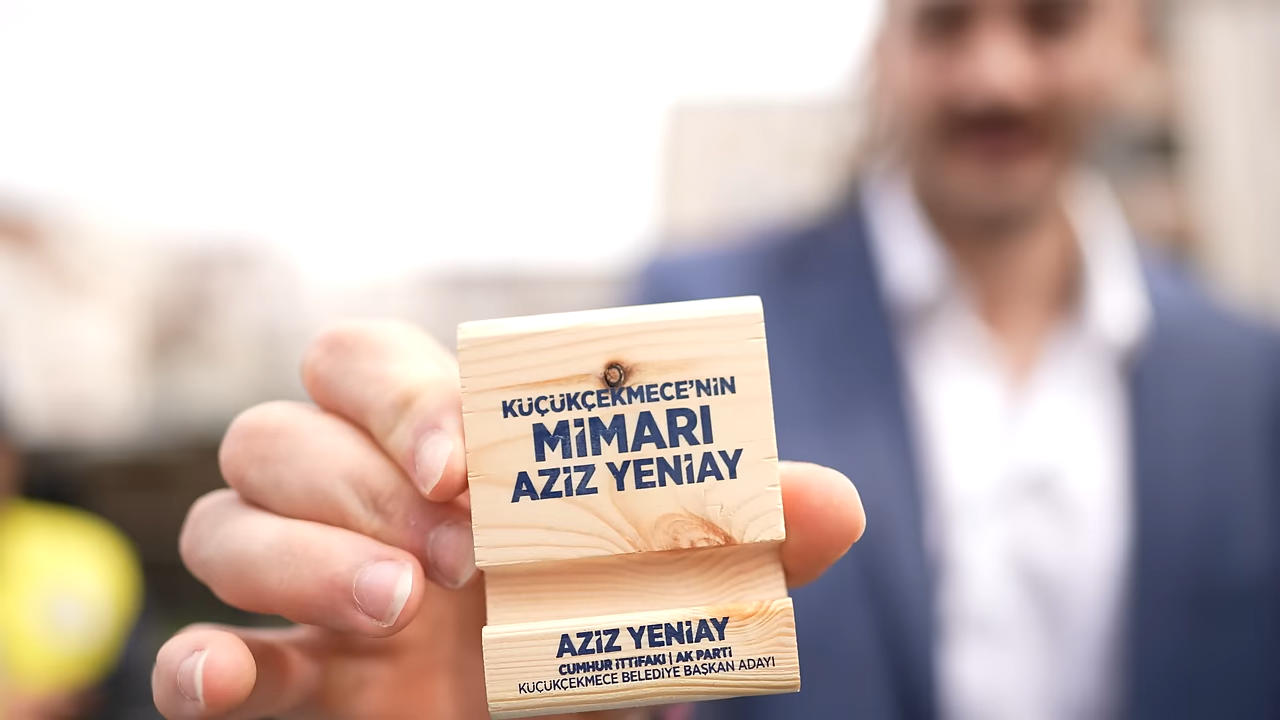 KÜÇÜKÇEKMECE'NİN
MİMARI
AZİZ YENİAY
AZİZ YENİAY
CUMHUR İTTİFAKI | AK PARTİ
KÜÇÜKÇEKMECE BELEDİYE BAŞKAN ADAYI